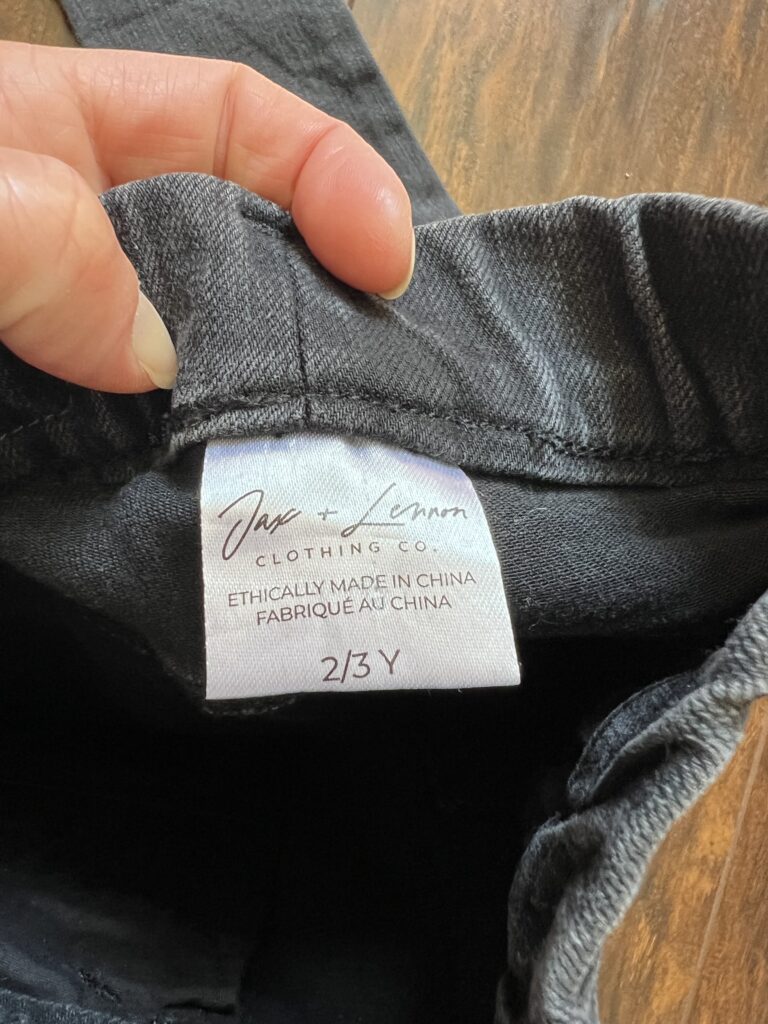 Jax + Lennon
CLOTHING CO.
ETHICALLY MADE IN CHINA
FABRIQUÉ AU CHINA
2/3 Y